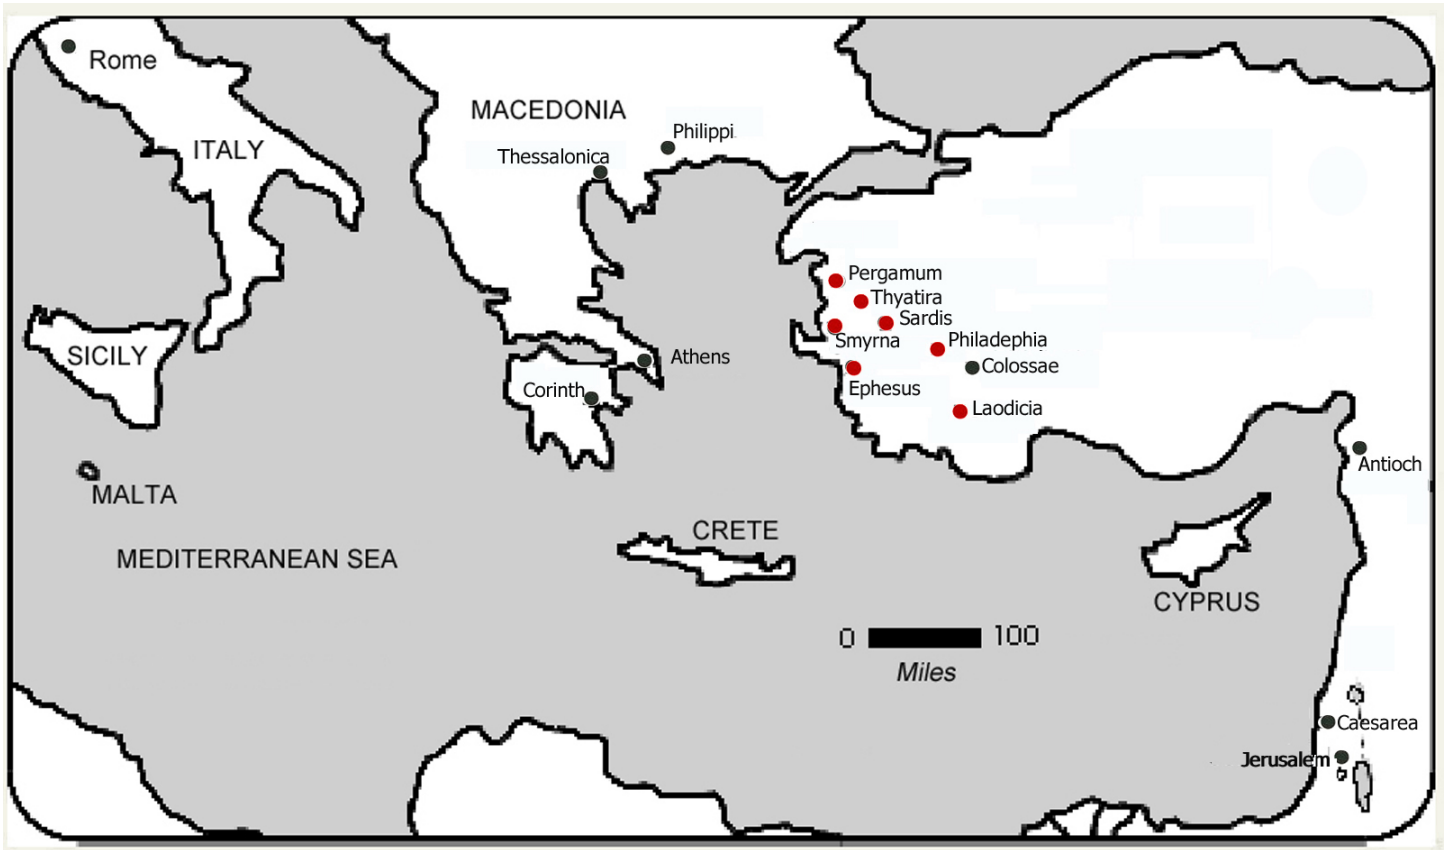 Rome
MACEDONIA
Philippi
ITALY
Thessalonica
Pergamum
Thyatira
Sardis
Smyrna
Philadephia
SICILY
Athens
Colossae
Ephesus
Corinth
Laodicia
Antioch
MALTA
CRETE
MEDITERRANEAN SEA
CYPRUS
0 100
Miles
Caesarea
Jerusalem